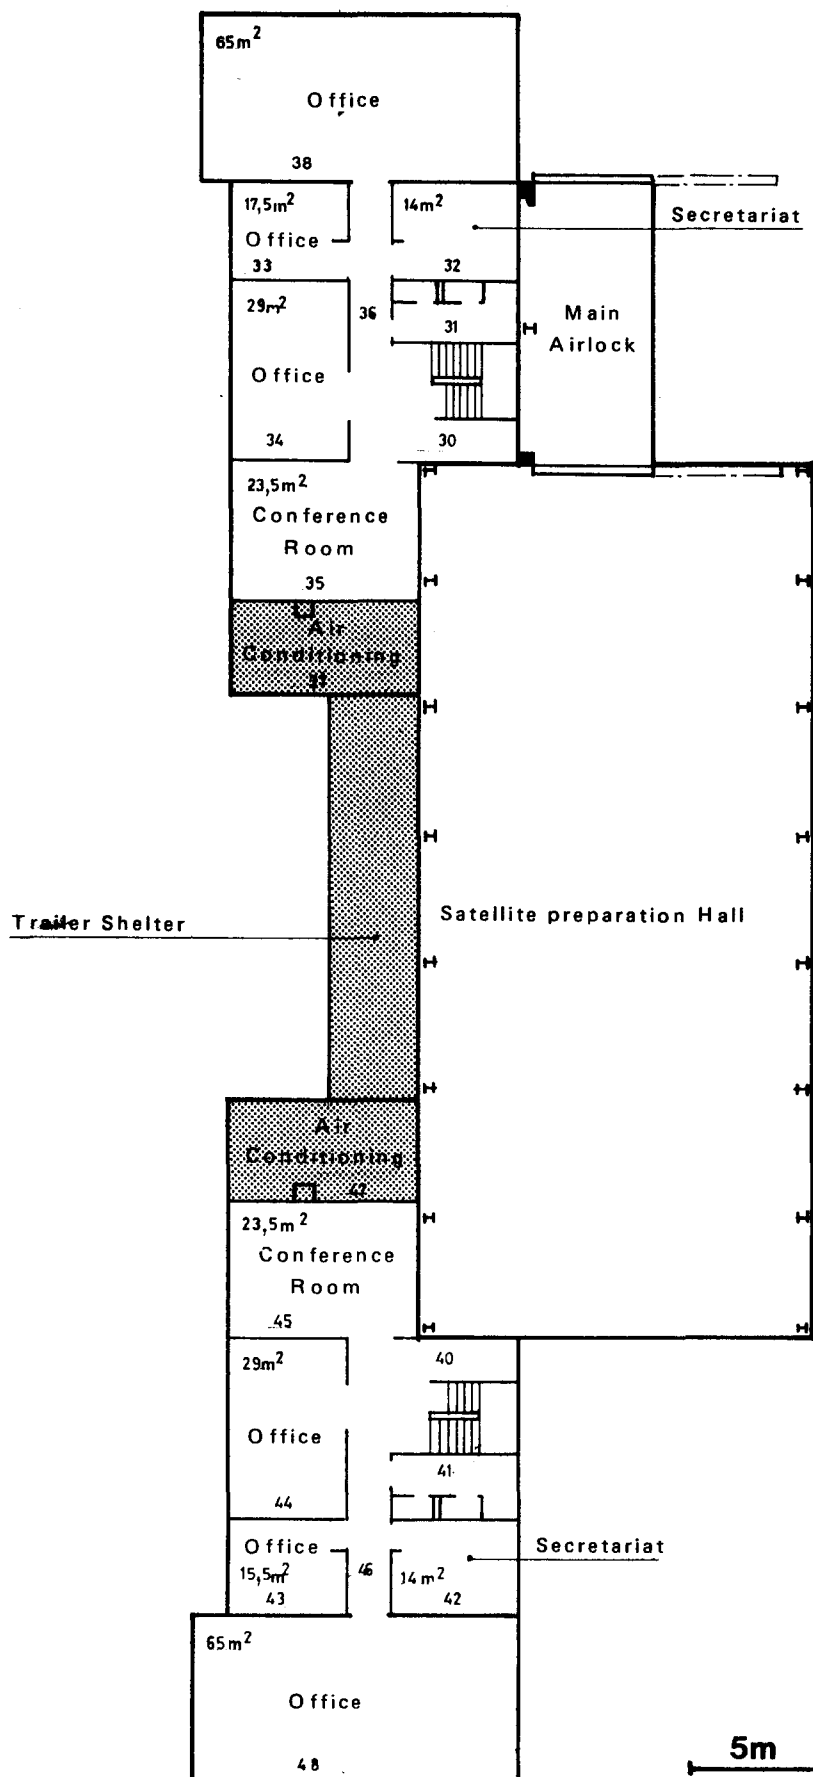 65m²
Office
38
17,5m²
14m²
Secretariat
Office
33
32
29m²
36
31
Main
Airlock
Office
34
30
23,5m²
Conference
Room
35
Air
Conditioning
Trailer Shelter
Satellite preparation Hall
Air
Conditioning
47
23,5m²
Conference
Room
45
40
29m²
Office
41
44
Office
Secretariat
15,5m²
46
14m²
43
42
65m²
Office
48
5m